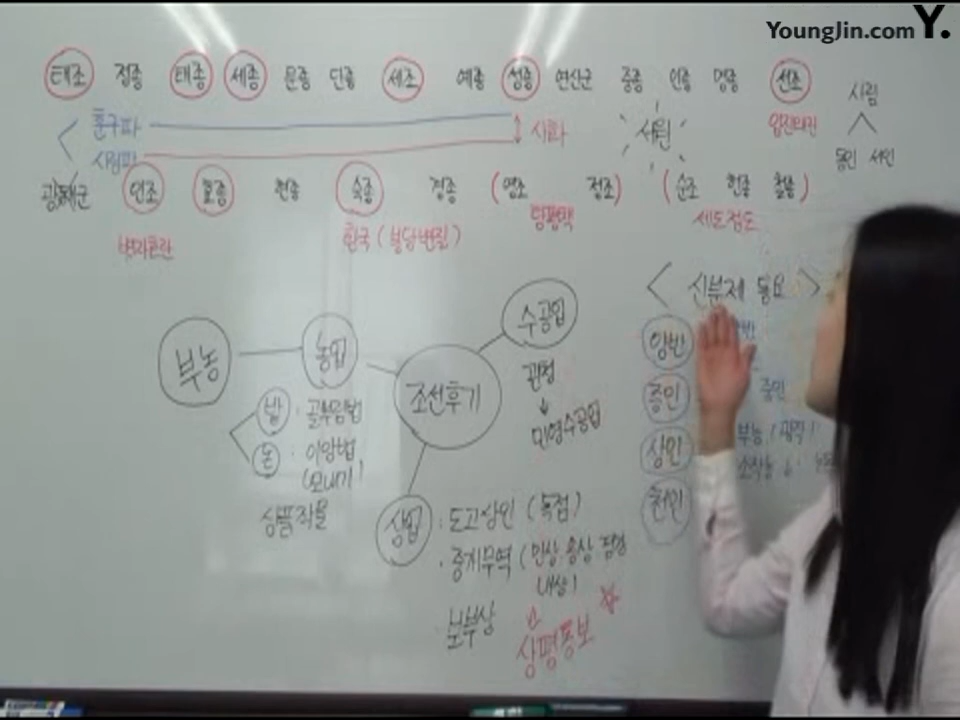 YoungJin.com Y.
태조 정종 태종 세종 문종 단종 세조 예종 성종 연산군 중종 인종 명종 선조
훈구파 사화 서원 임진왜란 사림
사림파 동인 서인
광해군 인조 효종 현종 숙종 경종 (영조 정조) (순조 헌종 철종)
병자호란 환국 (붕당변질) 탕평책 세도정도
< 신분제 동요 >
수공업
부농 농업 조선후기 양반
관청
밭 : 골뿌림법 중인 중인
민영수공업
논 : 이앙법 상민 부농 (광작)
(모내기)
상품작물 상업 · 도고상인 (독점) 천민
· 중계무역 (만상 송상
내상)
· 보부상 상평통보